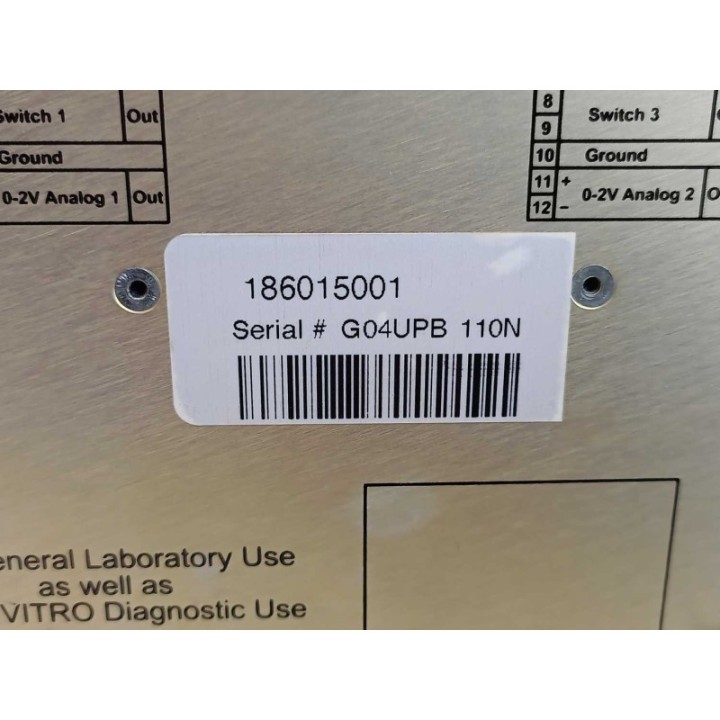 Switch 1 Out
Ground
0-2V Analog 1 Out
8 Switch 3
9
10 Ground
11 + 0-2V Analog 2
12 –
186015001
Serial # G04UPB 110N
General Laboratory Use
as well as
VITRO Diagnostic Use